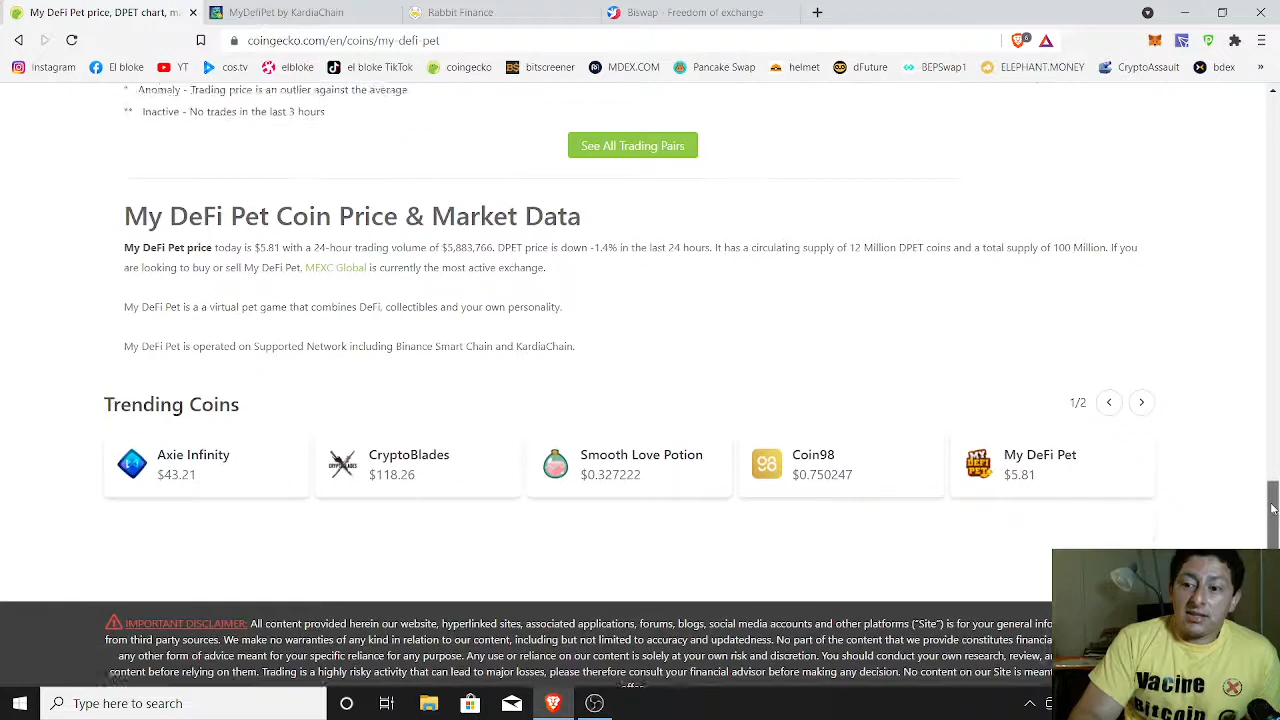 My DeFi Pet price, DPET chart, m
MyDefiPet by KardiaChain
Rabbit Finance
Biswap - Freedom of exchange
coingecko.com/en/coins/my-defi-pet
6
Instagram
El bloke
YT
cos.tv
elbloke
el bloke TikTok
coingecko
bitscreener
MDEX.COM
Pancake Swap
helmet
dFuture
BEPSwap1
ELEPHANT.MONEY
CryptoAssault
bdex
»
* Anomaly - Trading price is an outlier against the average.
** Inactive - No trades in the last 3 hours
See All Trading Pairs
My DeFi Pet Coin Price & Market Data
My DeFi Pet price today is $5.81 with a 24-hour trading volume of $5,883,766. DPET price is down -1.4% in the last 24 hours. It has a circulating supply of 12 Million DPET coins and a total supply of 100 Million. If you
are looking to buy or sell My DeFi Pet, MEXC Global is currently the most active exchange.
My DeFi Pet is a a virtual pet game that combines DeFi, collectibles and your own personality.
My DeFi Pet is operated on Supported Network including Binance Smart Chain and KardiaChain.
Trending Coins
1/2
Axie Infinity
$43.21
CryptoBlades
$118.26
Smooth Love Potion
$0.327222
98
Coin98
$0.750247
MY DEFI PET
My DeFi Pet
$5.81
IMPORTANT DISCLAIMER: All content provided herein our website, hyperlinked sites, associated applications, forums, blogs, social media accounts and other platforms ("Site") is for your general info
from third party sources. We make no warranties of any kind in relation to our content, including but not limited to accuracy and updatedness. No part of the content that we provide constitutes financia
any other form of advice meant for your specific reliance for any purpose. Any use or reliance on our content is solely at your own risk and discretion. You should conduct your own research, review, an
content before relying on them. Trading is a highly risky activity that can lead to major losses, please therefore consult your financial advisor before making any decision. No content on our Site is mean
Vacine
Bitcoin
Type here to search